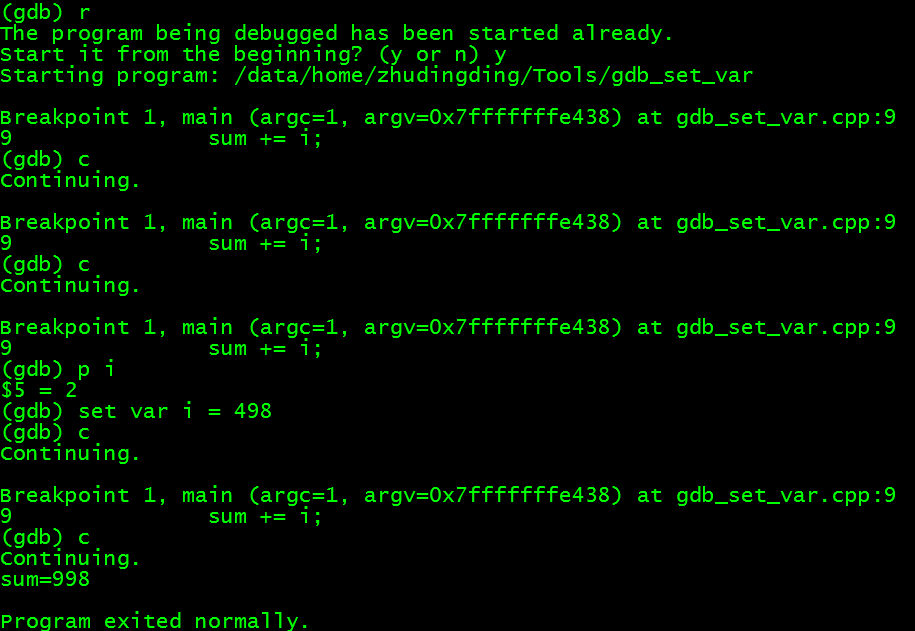 (gdb) r
The program being debugged has been started already.
Start it from the beginning? (y or n) y
Starting program: /data/home/zhudingding/Tools/gdb_set_var

Breakpoint 1, main (argc=1, argv=0x7fffffffe438) at gdb_set_var.cpp:9
9               sum += i;
(gdb) c
Continuing.

Breakpoint 1, main (argc=1, argv=0x7fffffffe438) at gdb_set_var.cpp:9
9               sum += i;
(gdb) c
Continuing.

Breakpoint 1, main (argc=1, argv=0x7fffffffe438) at gdb_set_var.cpp:9
9               sum += i;
(gdb) p i
$5 = 2
(gdb) set var i = 498
(gdb) c
Continuing.

Breakpoint 1, main (argc=1, argv=0x7fffffffe438) at gdb_set_var.cpp:9
9               sum += i;
(gdb) c
Continuing.
sum=998

Program exited normally.